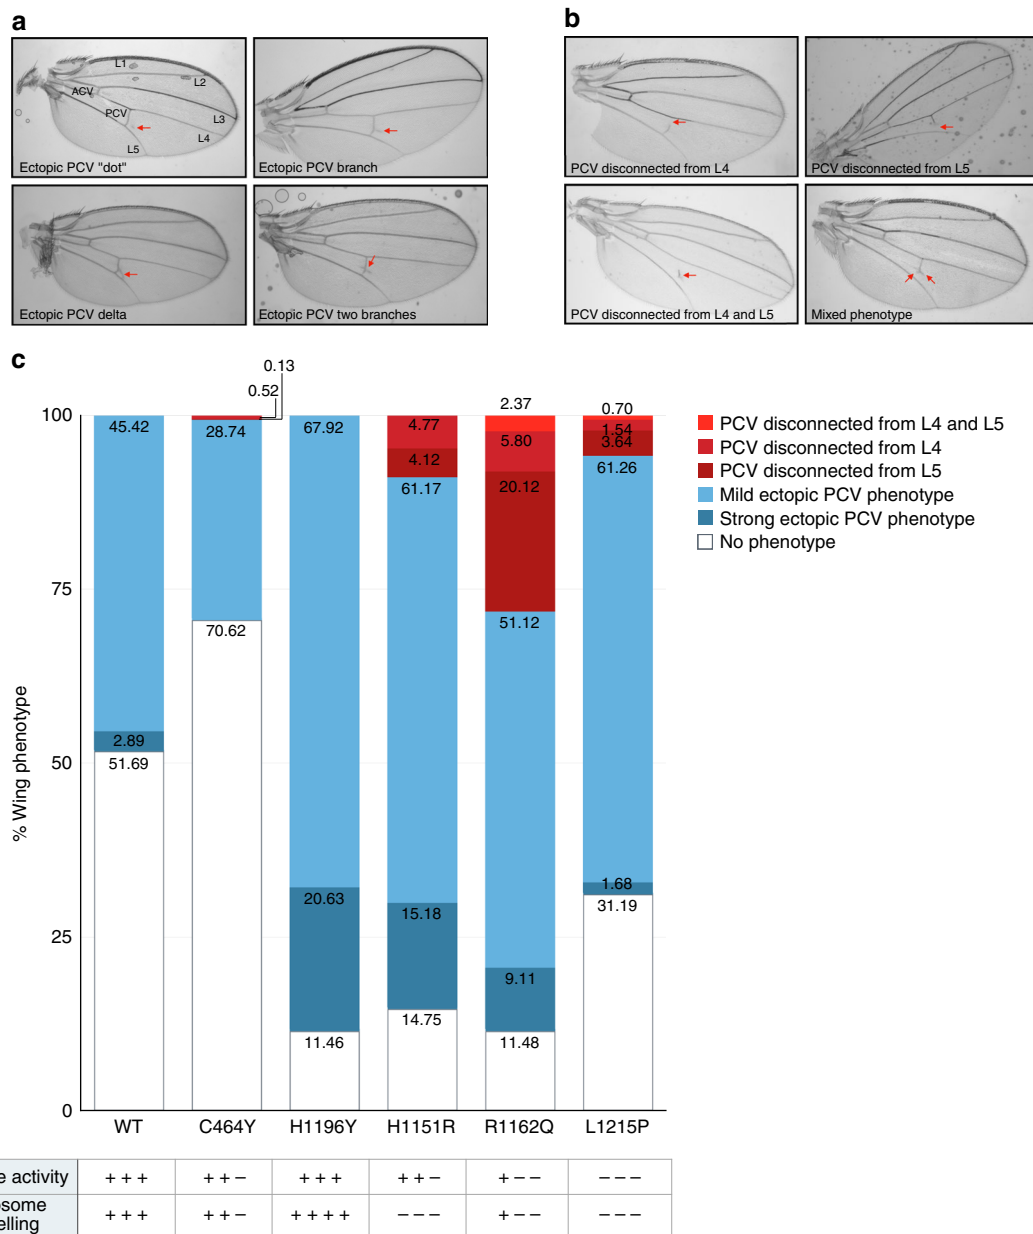 a
b
L1
L2
ACV
PCV
L3
L4
L5
Ectopic PCV "dot"
Ectopic PCV branch
PCV disconnected from L4
PCV disconnected from L5
Ectopic PCV delta
Ectopic PCV two branches
PCV disconnected from L4 and L5
Mixed phenotype
c
% Wing phenotype
100
75
50
25
0
45.42
2.89
51.69
0.13
0.52
28.74
70.62
67.92
20.63
11.46
4.77
4.12
61.17
15.18
14.75
2.37
5.80
20.12
51.12
9.11
11.48
0.70
1.54
3.64
61.26
1.68
31.19
PCV disconnected from L4 and L5
PCV disconnected from L4
PCV disconnected from L5
Mild ectopic PCV phenotype
Strong ectopic PCV phenotype
No phenotype
WT C464Y H1196Y H1151R R1162Q L1215P
e activity +++ ++− +++ ++− +−− −−−
osome
elling +++ ++− ++++ −−− +−− −−−